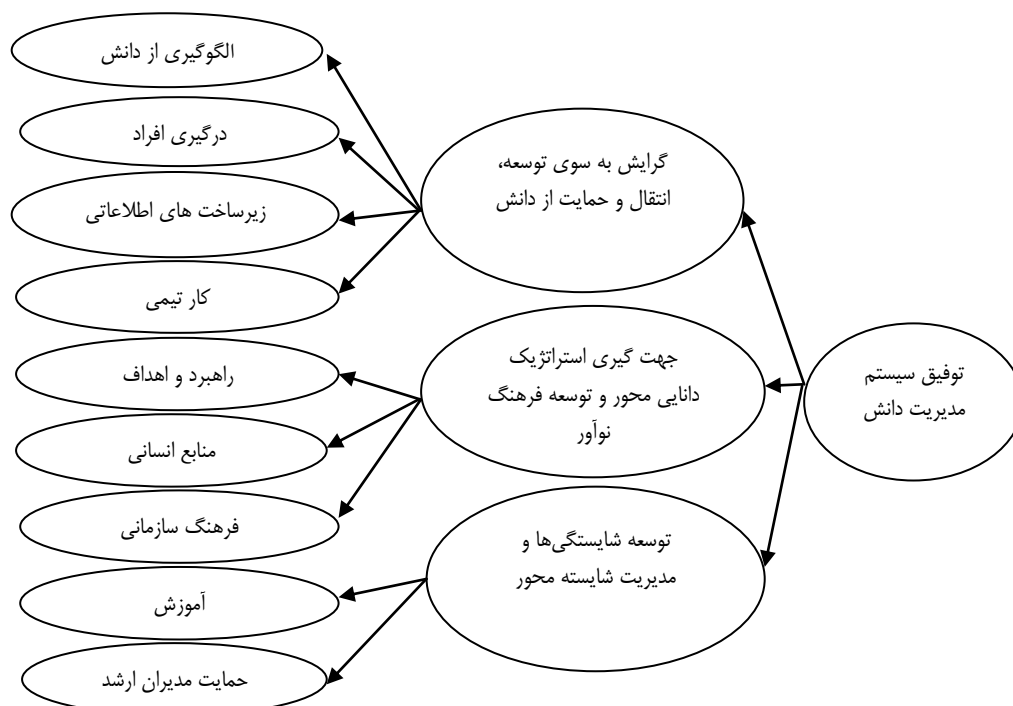 توفیق سیستم
مدیریت دانش
گرایش به سوی توسعه،
انتقال و حمایت از دانش
جهت گیری استراتژیک
دانایی محور و توسعه فرهنگ
نوآور
توسعه شایستگی‌ها و
مدیریت شایسته محور
الگوگیری از دانش
درگیری افراد
زیرساخت های اطلاعاتی
کار تیمی
راهبرد و اهداف
منابع انسانی
فرهنگ سازمانی
آموزش
حمایت مدیران ارشد